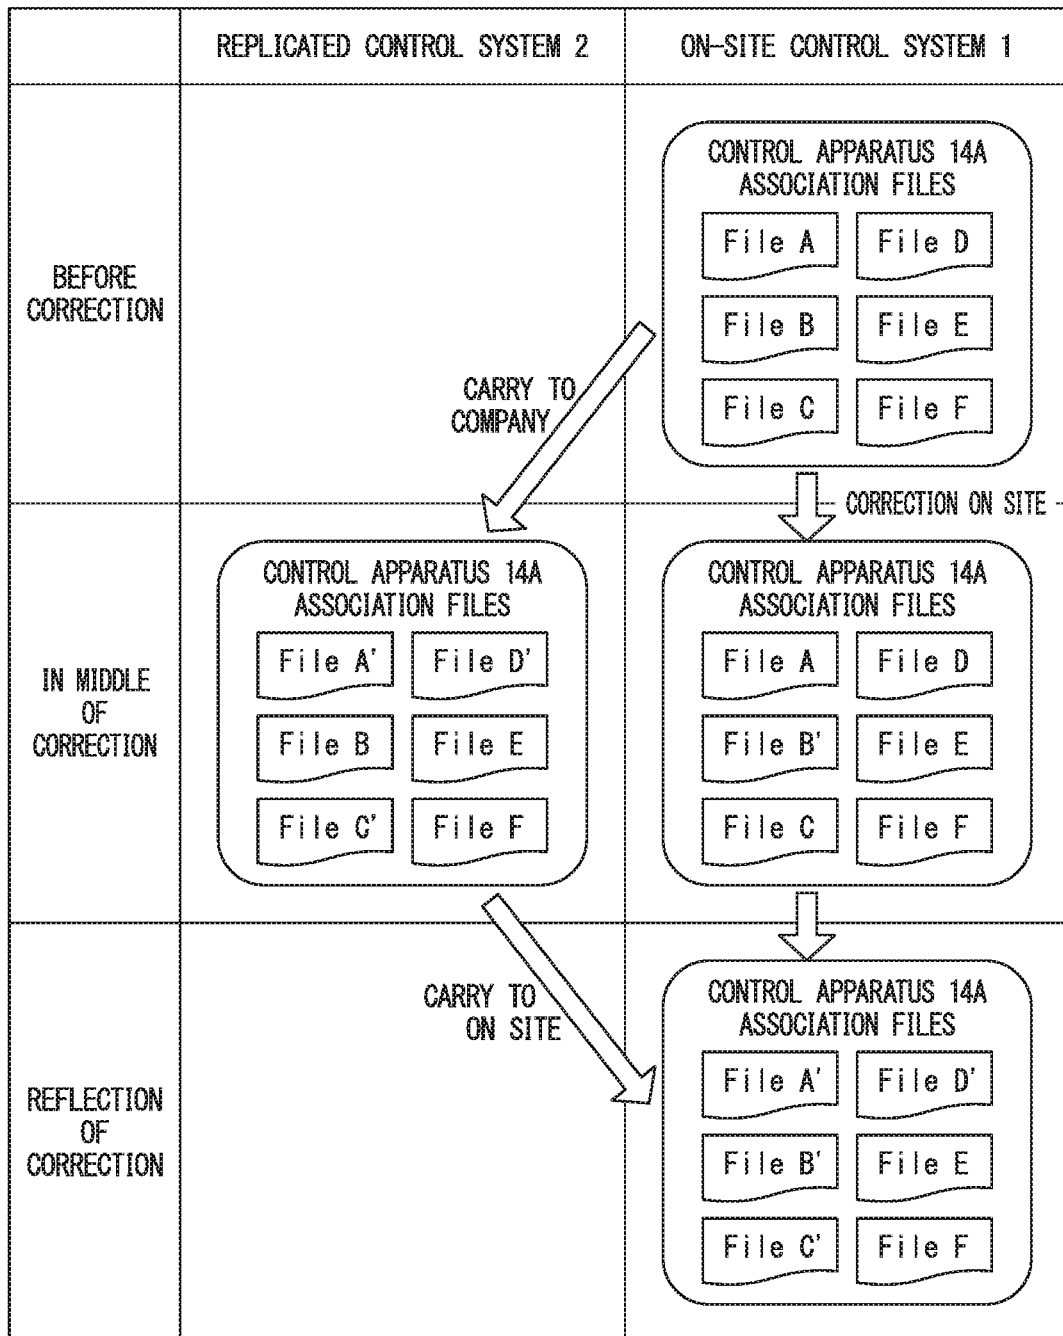 REPLICATED CONTROL SYSTEM 2
ON-SITE CONTROL SYSTEM 1
BEFORE
CORRECTION
CONTROL APPARATUS 14A
ASSOCIATION FILES
File A
File D
File B
File E
File C
File F
CARRY TO
COMPANY
CORRECTION ON SITE
IN MIDDLE
OF
CORRECTION
CONTROL APPARATUS 14A
ASSOCIATION FILES
File A'
File D'
File B
File E
File C'
File F
CONTROL APPARATUS 14A
ASSOCIATION FILES
File A
File D
File B'
File E
File C
File F
CARRY TO
ON SITE
REFLECTION
OF
CORRECTION
CONTROL APPARATUS 14A
ASSOCIATION FILES
File A'
File D'
File B'
File E
File C'
File F